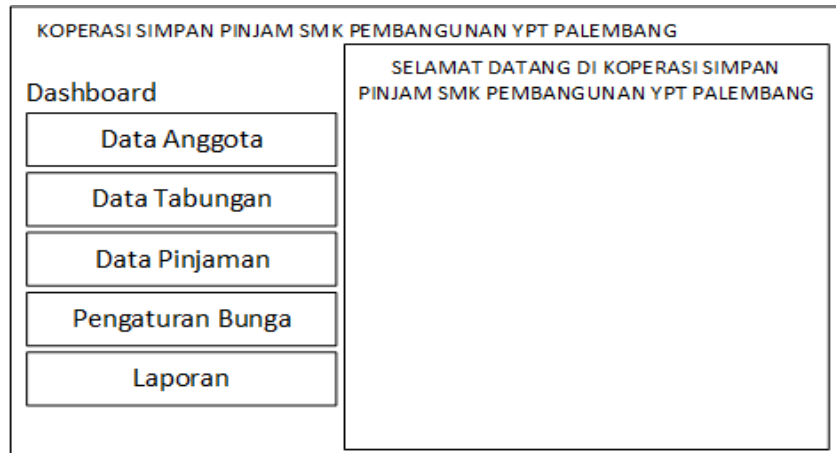 KOPERASI SIMPAN PINJAM SMK PEMBANGUNAN YPT PALEMBANG
Dashboard
Data Anggota
Data Tabungan
Data Pinjaman
Pengaturan Bunga
Laporan
SELAMAT DATANG DI KOPERASI SIMPAN
PINJAM SMK PEMBANGUNAN YPT PALEMBANG